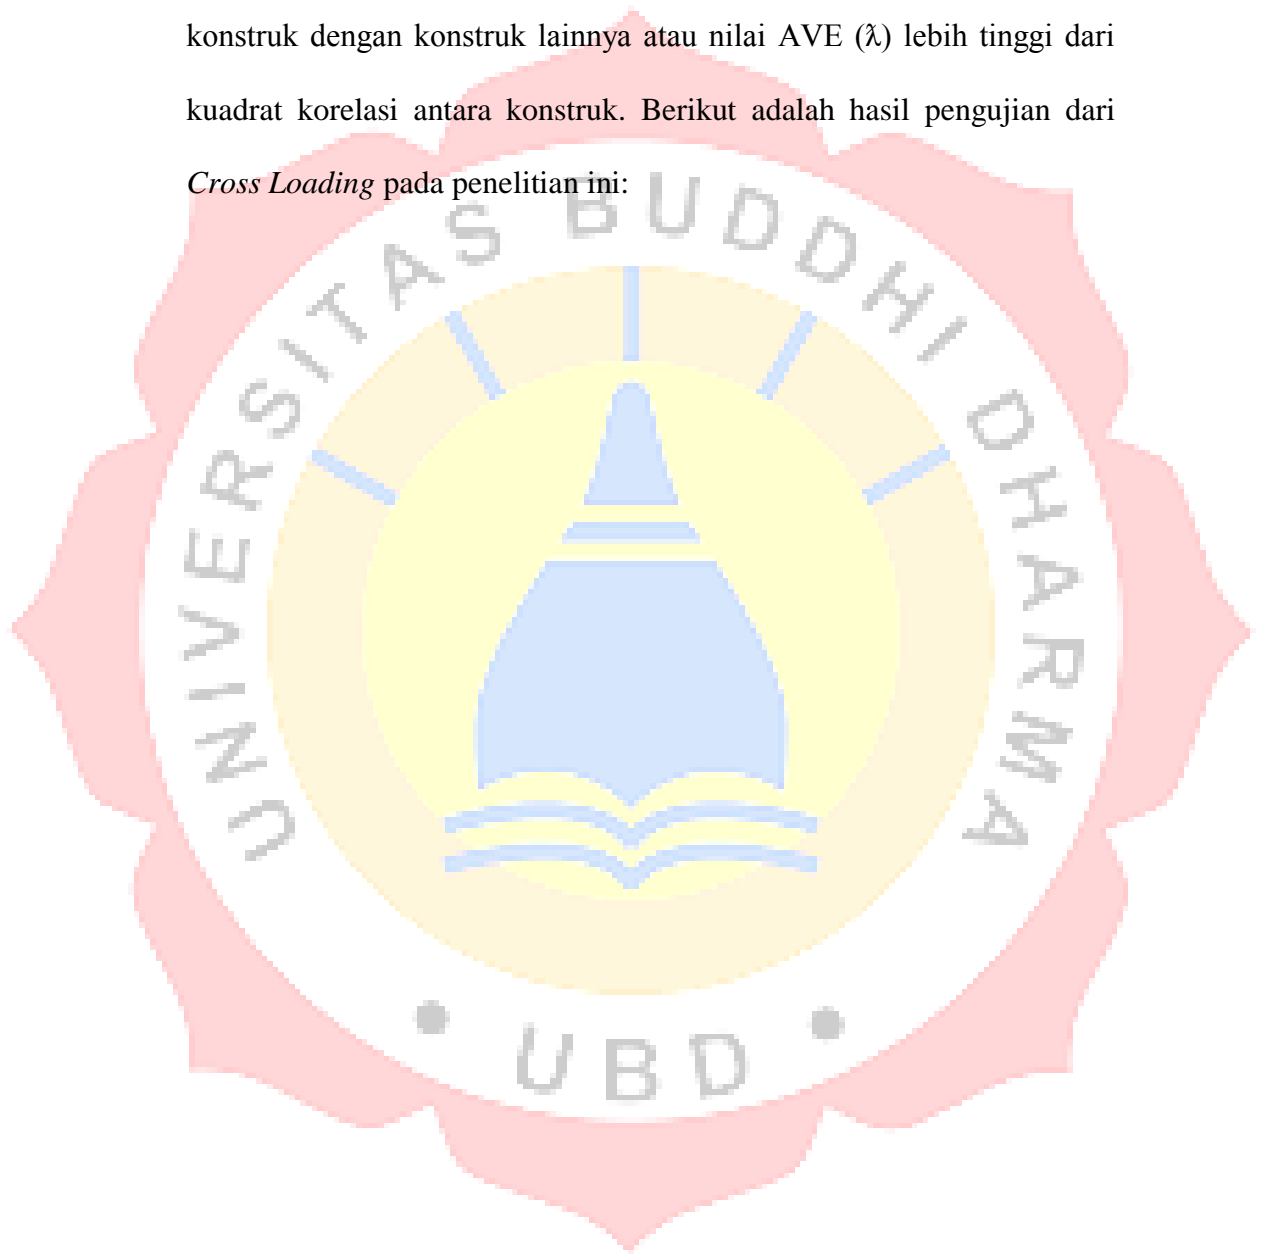 konstruk dengan konstruk lainnya atau nilai AVE (ƛ) lebih tinggi dari
kuadrat korelasi antara konstruk. Berikut adalah hasil pengujian dari
Cross Loading pada penelitian ini:
UNIVERSITAS BUDDHI DHARMA
• UBD •